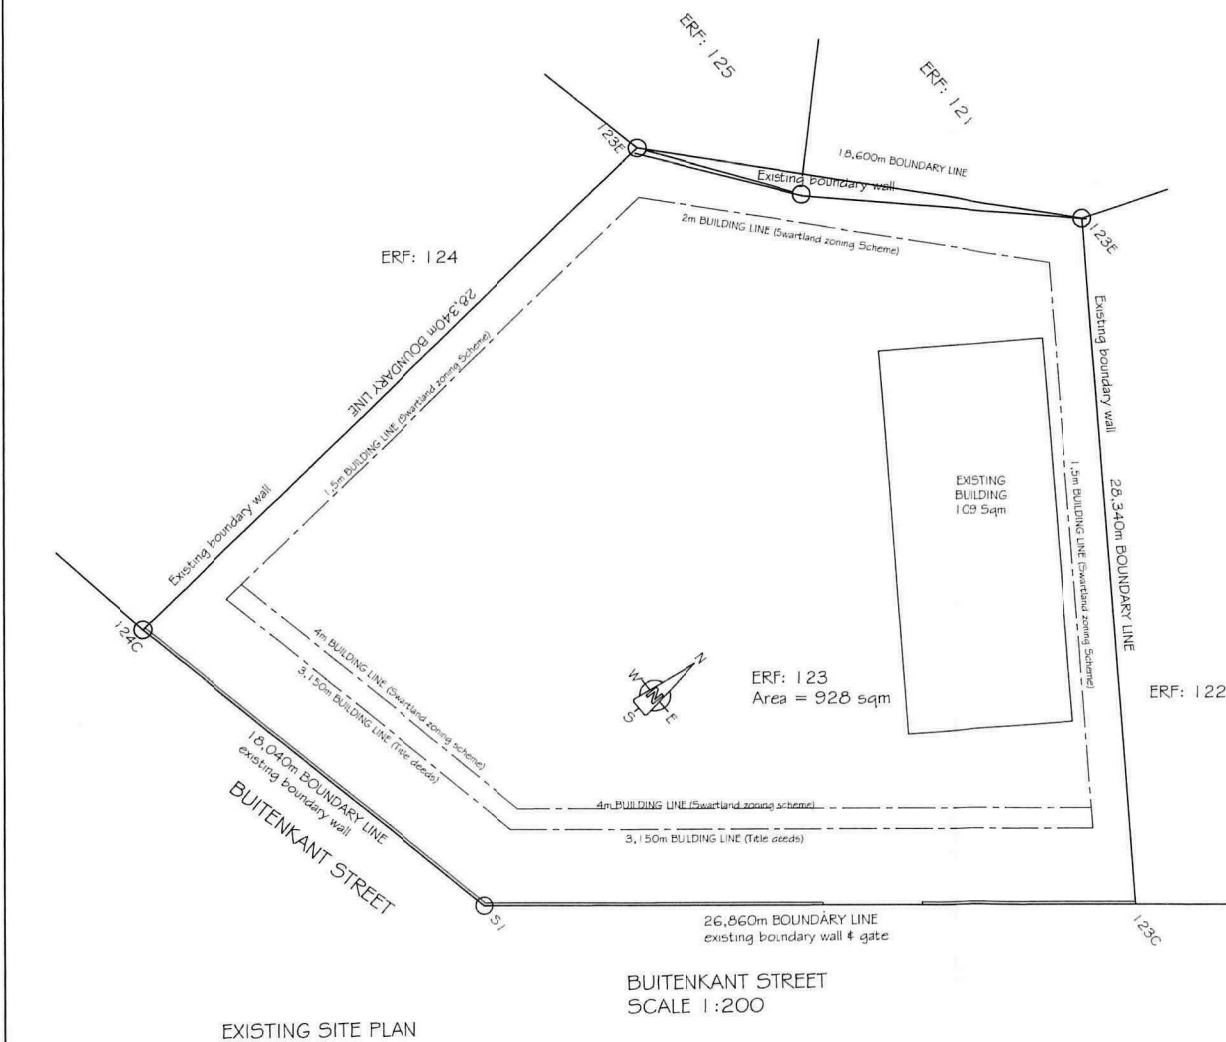 ERF: 125
ERF: 121
123E
18,600m BOUNDARY LINE
Existing boundary wall
123E
2m BUILDING LINE (Swartland zoning Scheme)
ERF: 124
28,340m BOUNDARY LINE
1,5m BUILDING LINE (Swartland zoning Scheme)
Existing boundary wall
Existing boundary wall
EXISTING
BUILDING
109 Sqm
1,5m BUILDING LINE (Swartland zoning Scheme)
28,340m BOUNDARY LINE
124C
4m BUILDING LINE (Swartland zoning scheme)
3,150m BUILDING LINE (Title deeds)
N
W
S
E
ERF: 123
Area = 928 sqm
ERF: 122
18,040m BOUNDARY LINE
existing boundary wall
BUITENKANT STREET
4m BUILDING LINE (Swartland zoning scheme)
3,150m BULDING LINE (Title deeds)
S1
26,860m BOUNDARY LINE
existing boundary wall & gate
123C
BUITENKANT STREET
SCALE 1:200
EXISTING SITE PLAN